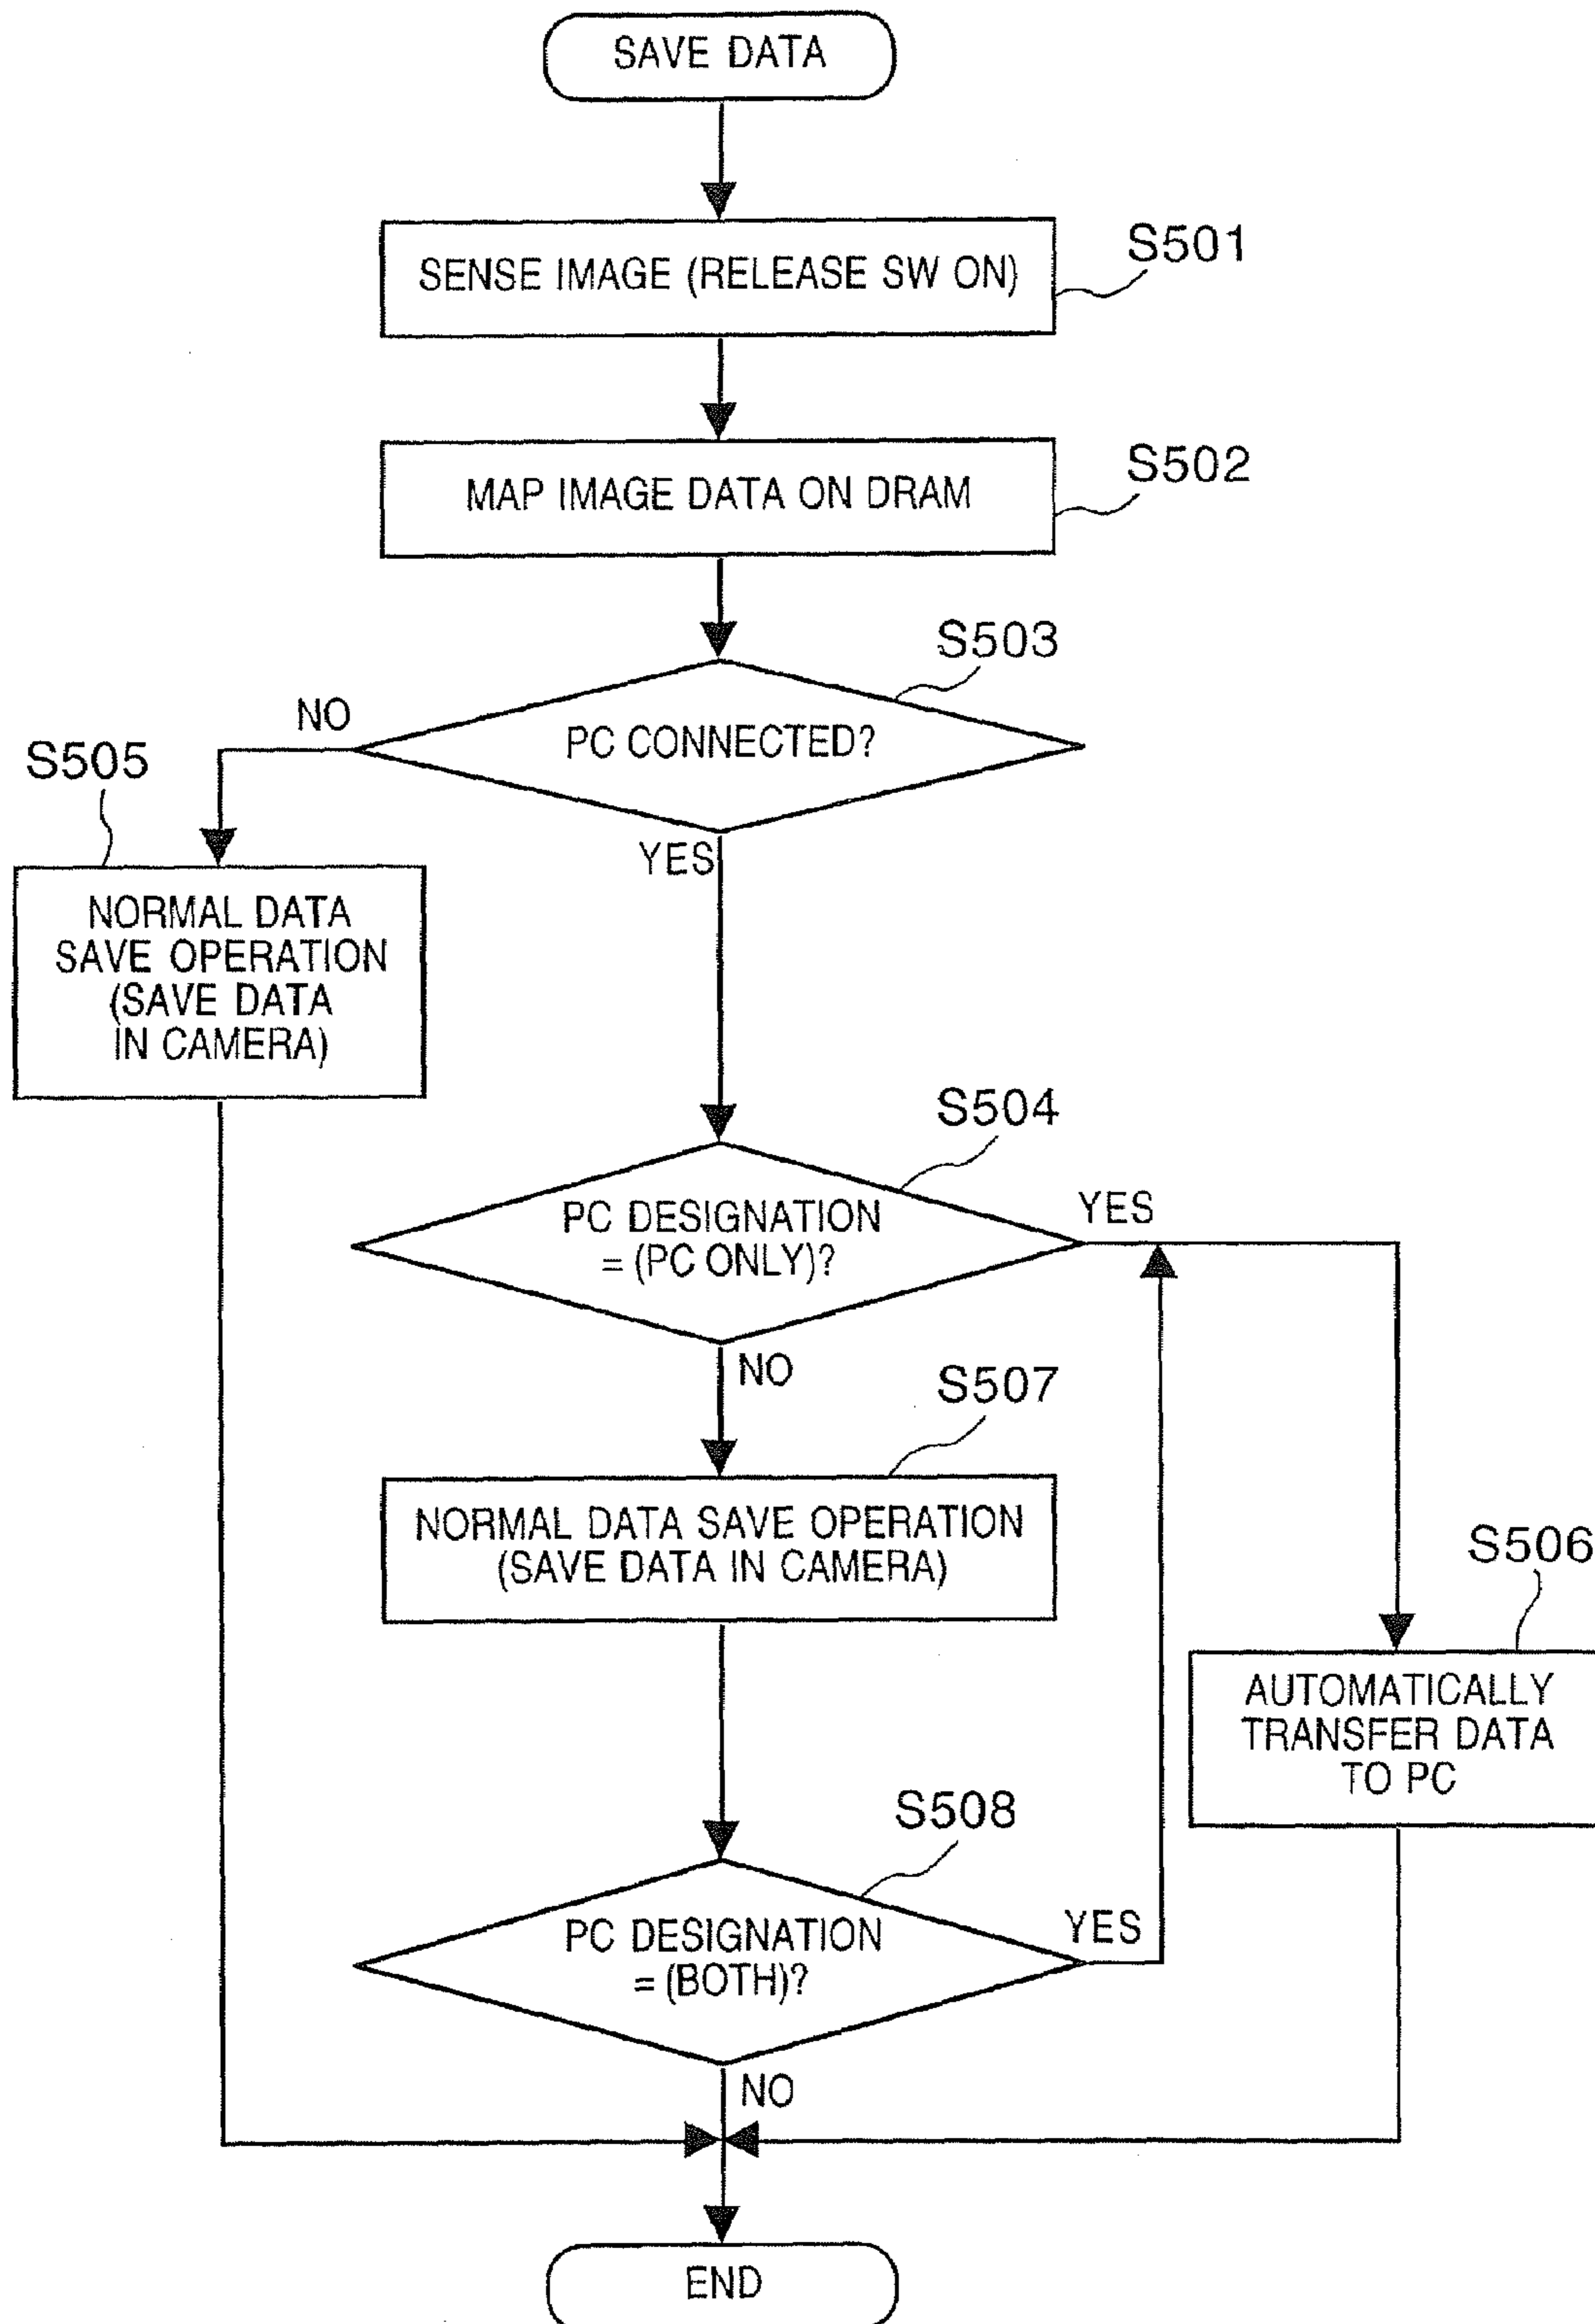 SAVE DATA
S501
SENSE IMAGE (RELEASE SW ON)
S502
MAP IMAGE DATA ON DRAM
S503
NO
PC CONNECTED?
S505
YES
NORMAL DATA
SAVE OPERATION
(SAVE DATA
IN CAMERA)
S504
PC DESIGNATION
= (PC ONLY)?
YES
NO
S507
NORMAL DATA SAVE OPERATION
(SAVE DATA IN CAMERA)
S506
AUTOMATICALLY
TRANSFER DATA
TO PC
S508
PC DESIGNATION
= (BOTH)?
YES
NO
END